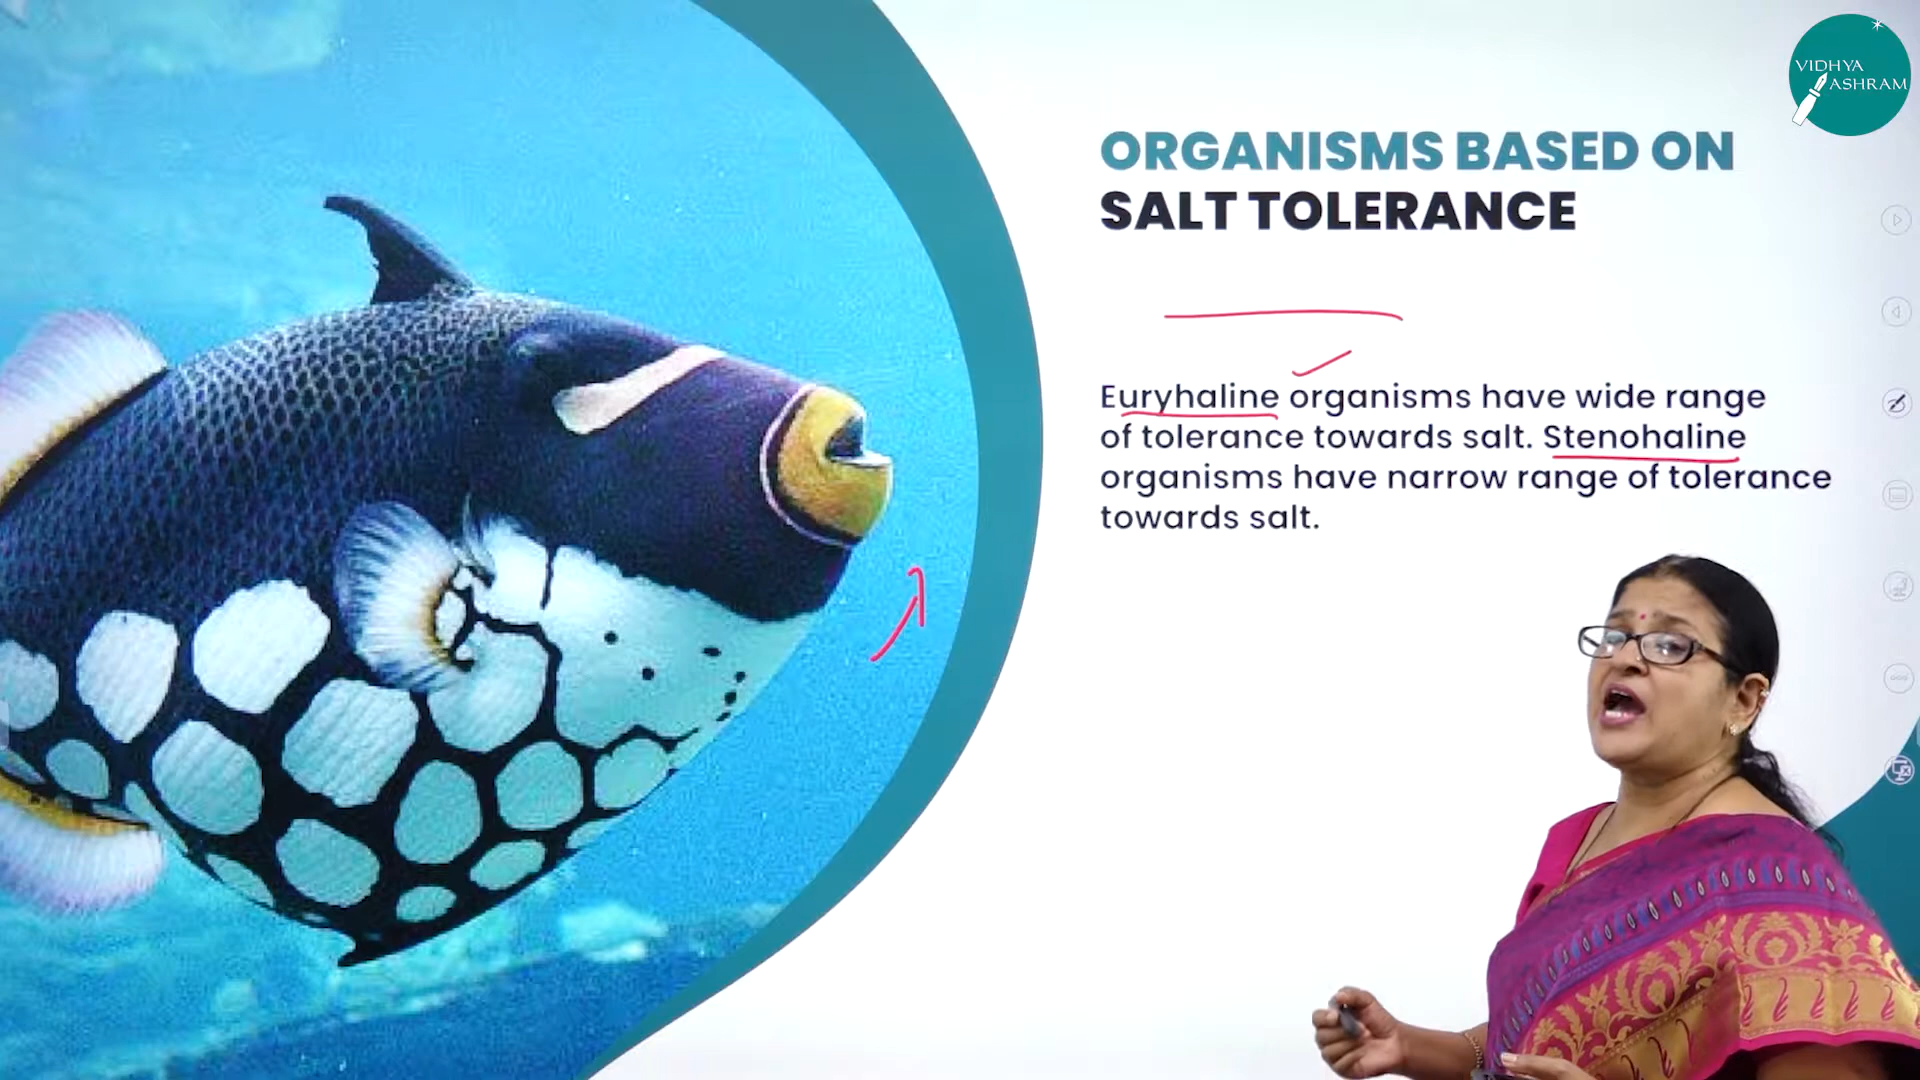 VIDHYA
ASHRAM
ORGANISMS BASED ON
SALT TOLERANCE
Euryhaline organisms have wide range
of tolerance towards salt. Stenohaline
organisms have narrow range of tolerance
towards salt.